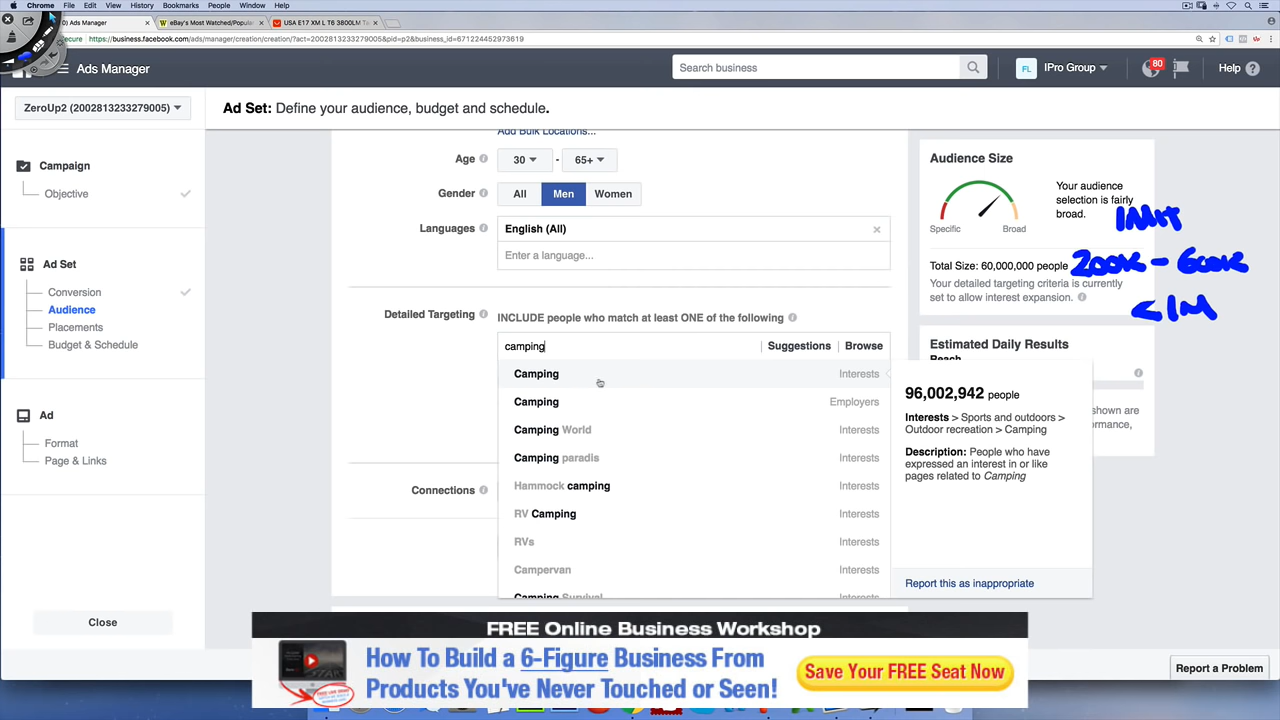 Chrome File Edit View History Bookmarks People Window Help
Ads Manager
eBay's Most Watched/Popula
USA E17 XM L T6 3800LM Ta
Secure https://business.facebook.com/ads/manager/creation/creation/?act=2002813233279005&pid=p2&business_id=671224452973619
Ads Manager
Search business
FL
IPro Group
80
Help
ZeroUp2 (2002813233279005)
Ad Set: Define your audience, budget and schedule.
Campaign
Objective
Ad Set
Conversion
Audience
Placements
Budget & Schedule
Ad
Format
Page & Links
Close
Add Bulk Locations...
Age
30 - 65+
Gender
All Men Women
Languages
English (All)
Enter a language...
Detailed Targeting
INCLUDE people who match at least ONE of the following
camping
Suggestions Browse
Camping Interests
Camping Employers
Camping World Interests
Camping paradis Interests
Hammock camping Interests
RV Camping Interests
RVs Interests
Campervan Interests
Camping Survival Interests
Connections
Audience Size
Specific Broad
Your audience
selection is fairly
broad.
Total Size: 60,000,000 people
Your detailed targeting criteria is currently
set to allow interest expansion.
200K - 600K
< 1M
Estimated Daily Results
Reach
shown are
ormance,
96,002,942 people
Interests > Sports and outdoors >
Outdoor recreation > Camping
Description: People who have
expressed an interest in or like
pages related to Camping
Report this as inappropriate
Report a Problem
FREE Online Business Workshop
How To Build a 6-Figure Business From
Products You've Never Touched or Seen!
Save Your FREE Seat Now